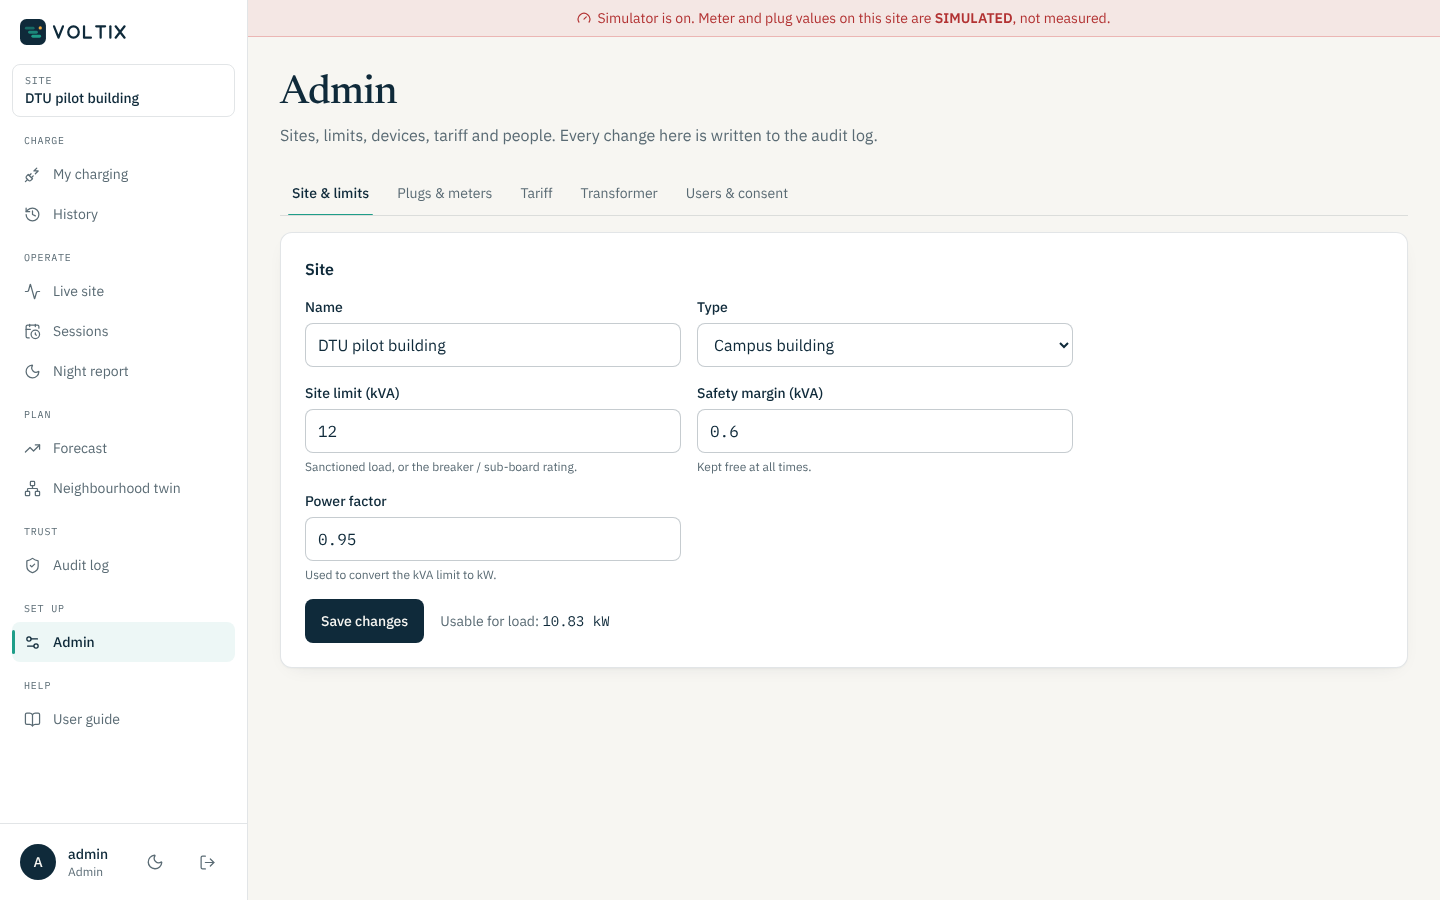 VOLTIX
SITE
DTU pilot building
CHARGE
My charging
History
OPERATE
Live site
Sessions
Night report
PLAN
Forecast
Neighbourhood twin
TRUST
Audit log
SET UP
Admin
HELP
User guide
A
admin
Admin
Simulator is on. Meter and plug values on this site are SIMULATED, not measured.
Admin
Sites, limits, devices, tariff and people. Every change here is written to the audit log.
Site & limits Plugs & meters Tariff Transformer Users & consent
Site
Name Type
DTU pilot building Campus building
Site limit (kVA) Safety margin (kVA)
12 0.6
Sanctioned load, or the breaker / sub-board rating. Kept free at all times.
Power factor
0.95
Used to convert the kVA limit to kW.
Save changes Usable for load: 10.83 kW